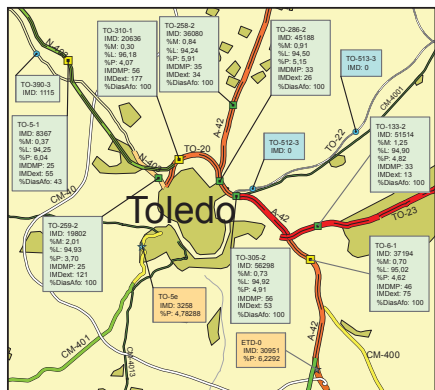 N-403
TO-310-1
IMD: 20636
%M: 0,30
%L: 96,18
%P: 4,07
IMDMP: 56
IMDext: 177
%DiasAfo: 100
TO-258-2
IMD: 36080
%M: 0,84
%L: 94,24
%P: 5,91
IMDMP: 35
IMDext: 34
%DiasAfo: 100
A-42
TO-286-2
IMD: 45188
%M: 0,91
%L: 94,50
%P: 5,15
IMDMP: 33
IMDext: 26
%DiasAfo: 100
TO-513-3
IMD: 0
TO-390-3
IMD: 1115
CM-4001
TO-5-1
IMD: 8367
%M: 0,37
%L: 94,25
%P: 6,04
IMDMP: 25
IMDext: 55
%DiasAfo: 43
N-403
TO-20
A-42
TO-512-3
IMD: 0
TO-22
TO-133-2
IMD: 51514
%M: 1,25
%L: 94,90
%P: 4,82
IMDMP: 33
IMDext: 13
%DiasAfo: 100
CM-40
Toledo
A-42
TO-23
TO-259-2
IMD: 19802
%M: 2,01
%L: 94,93
%P: 3,70
IMDMP: 25
IMDext: 121
%DiasAfo: 100
TO-305-2
IMD: 56298
%M: 0,73
%L: 94,92
%P: 4,91
IMDMP: 56
IMDext: 53
%DiasAfo: 100
TO-6-1
IMD: 37194
%M: 0,70
%L: 95,02
%P: 4,62
IMDMP: 46
IMDext: 75
%DiasAfo: 100
TO-5e
IMD: 3258
%P: 4,78288
CM-401
CM-4013
ETD-0
IMD: 30951
%P: 6,2292
A-42
CM-400